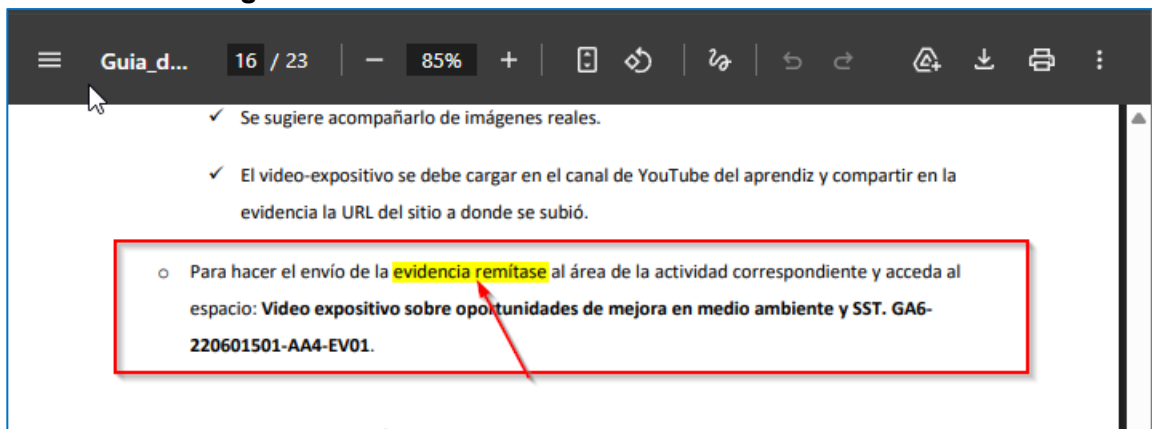 Guia_d... 16 / 23 85%
✓ Se sugiere acompañarlo de imágenes reales.
✓ El video-expositivo se debe cargar en el canal de YouTube del aprendiz y compartir en la
evidencia la URL del sitio a donde se subió.
o Para hacer el envío de la evidencia remítase al área de la actividad correspondiente y acceda al
espacio: Video expositivo sobre oportunidades de mejora en medio ambiente y SST. GA6-
220601501-AA4-EV01.